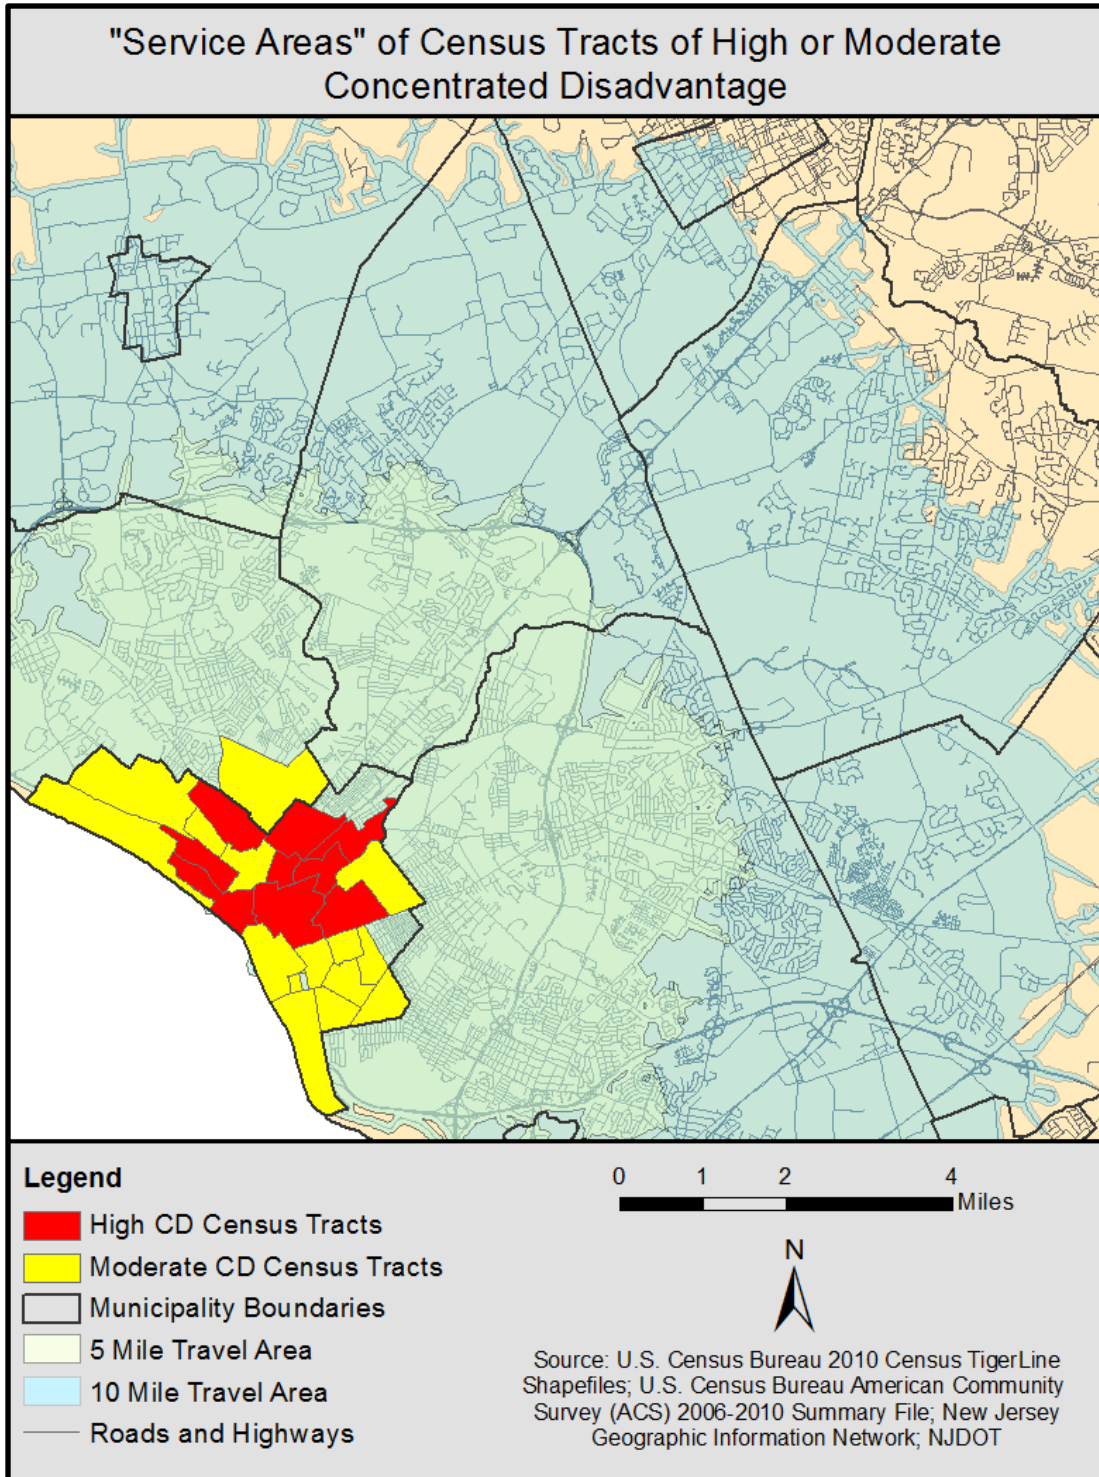 "Service Areas" of Census Tracts of High or Moderate
Concentrated Disadvantage
Legend
High CD Census Tracts
Moderate CD Census Tracts
Municipality Boundaries
5 Mile Travel Area
10 Mile Travel Area
Roads and Highways
0 1 2 4
Miles
N
Source: U.S. Census Bureau 2010 Census TigerLine
Shapefiles; U.S. Census Bureau American Community
Survey (ACS) 2006-2010 Summary File; New Jersey
Geographic Information Network; NJDOT